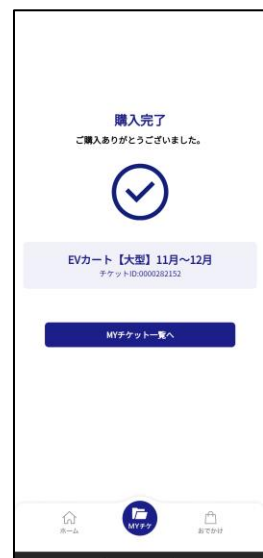 購入完了
ご購入ありがとうございました。
EVカート【大型】11月～12月
チケットID:0000282152
MYチケット一覧へ
ホーム
MYチケ
おでかけ